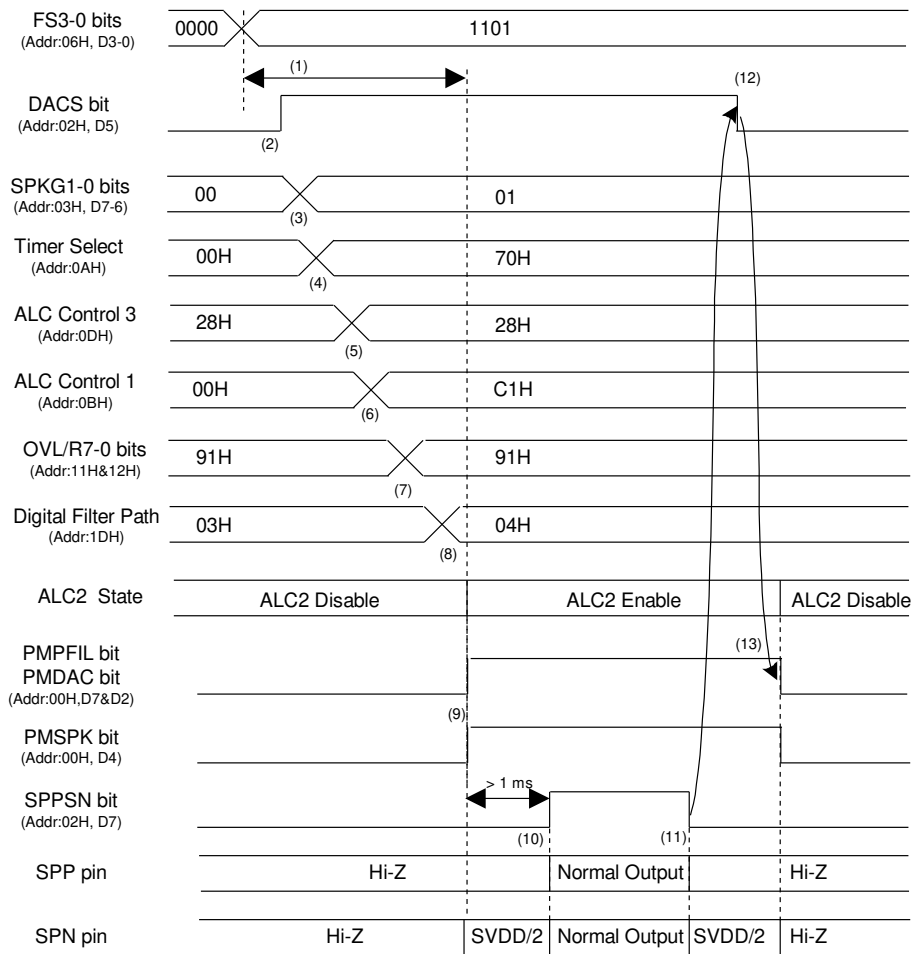 FS3-0 bits
(Addr:06H, D3-0)
0000
1101
(1)
(12)
DACS bit
(Addr:02H, D5)
(2)
SPKG1-0 bits
(Addr:03H, D7-6)
00
01
(3)
Timer Select
(Addr:0AH)
00H
70H
(4)
ALC Control 3
(Addr:0DH)
28H
28H
(5)
ALC Control 1
(Addr:0BH)
00H
C1H
(6)
OVL/R7-0 bits
(Addr:11H&12H)
91H
91H
(7)
Digital Filter Path
(Addr:1DH)
03H
04H
(8)
ALC2 State
ALC2 Disable
ALC2 Enable
ALC2 Disable
PMPFIL bit
PMDAC bit
(Addr:00H,D7&D2)
(13)
(9)
PMSPK bit
(Addr:00H, D4)
> 1 ms
SPPSN bit
(Addr:02H, D7)
(10)
(11)
SPP pin
Hi-Z
Normal Output
Hi-Z
SPN pin
Hi-Z
SVDD/2
Normal Output
SVDD/2
Hi-Z